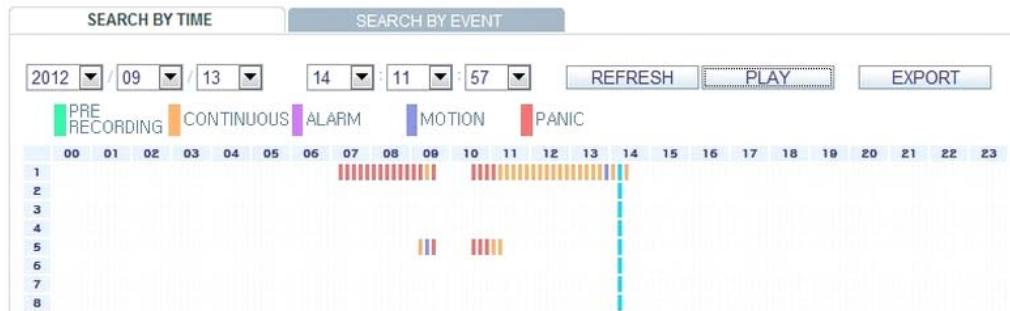 SEARCH BY TIME SEARCH BY EVENT
2012 / 09 / 13 14 : 11 : 57 REFRESH PLAY EXPORT
PRE RECORDING CONTINUOUS ALARM MOTION PANIC
00 01 02 03 04 05 06 07 08 09 10 11 12 13 14 15 16 17 18 19 20 21 22 23
1
2
3
4
5
6
7
8